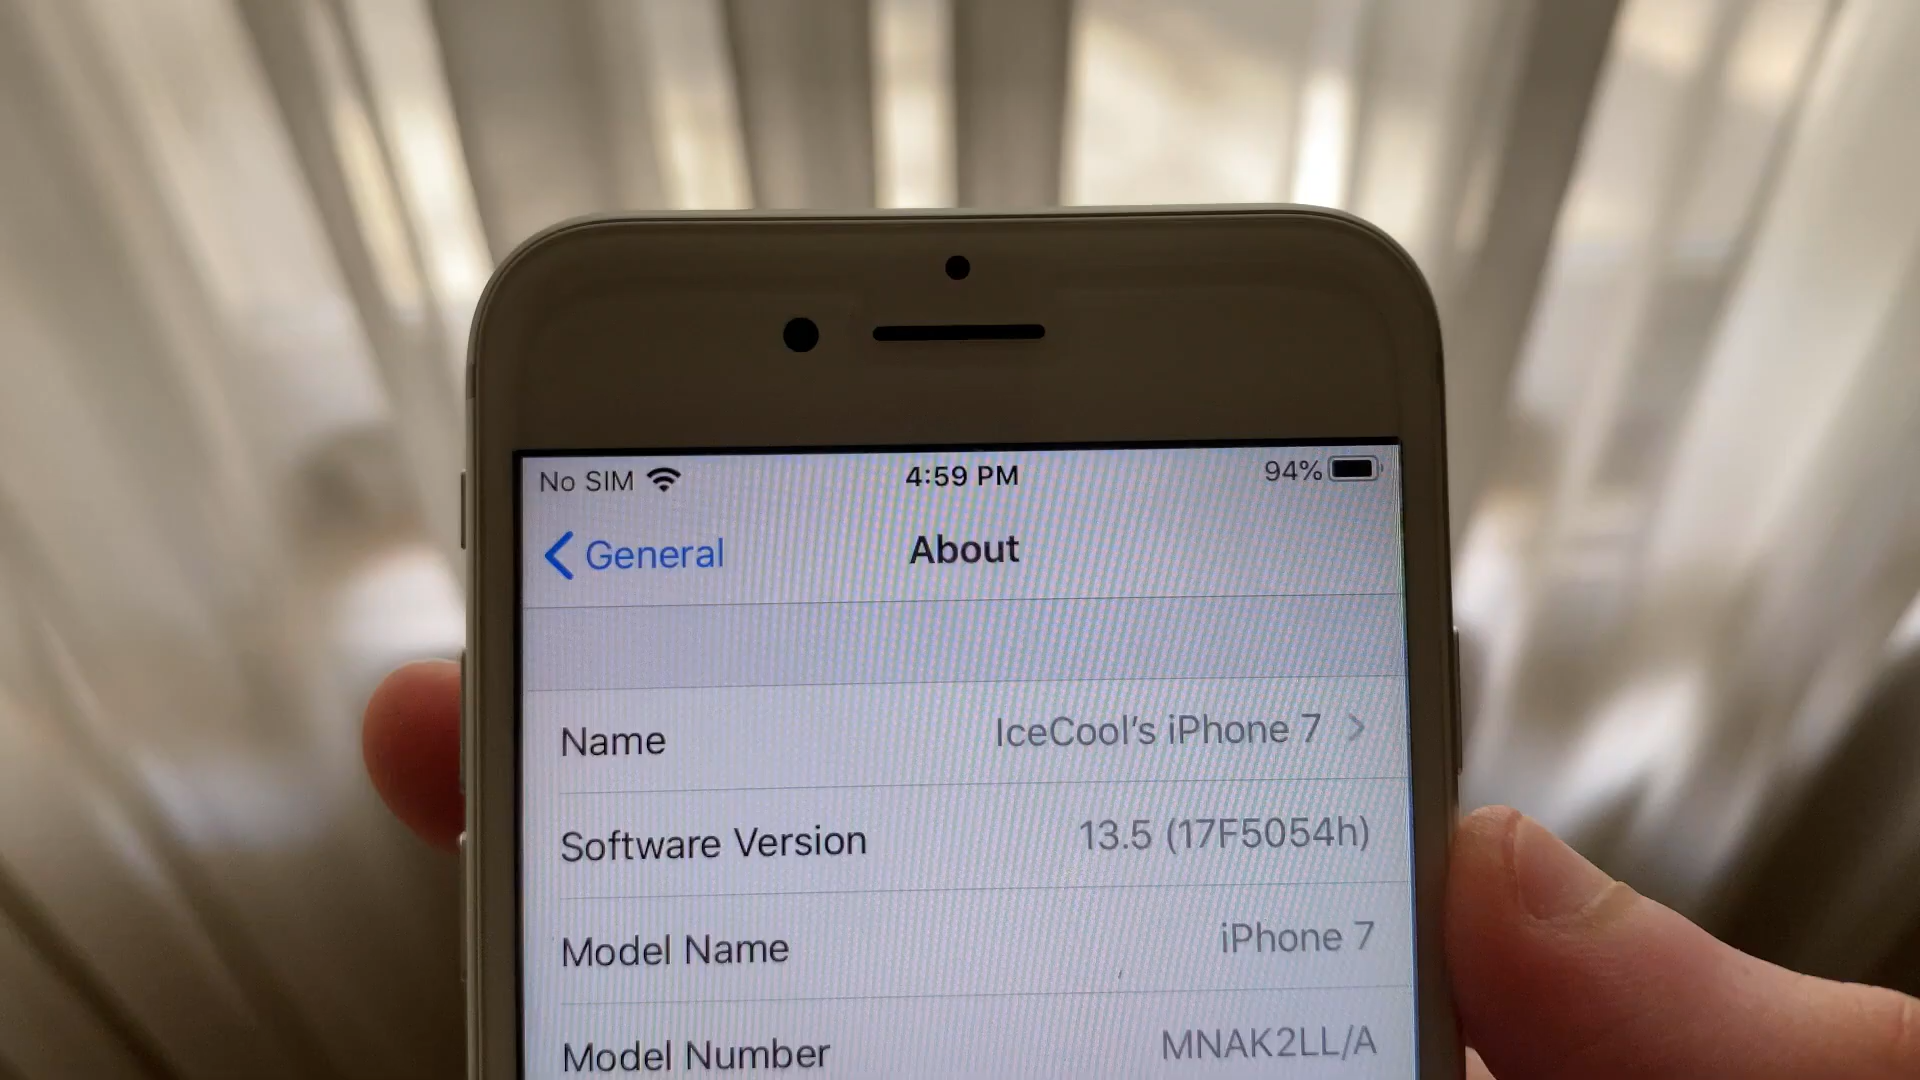 No SIM 4:59 PM 94%
General About
Name IceCool's iPhone 7
Software Version 13.5 (17F5054h)
Model Name iPhone 7
Model Number MNAK2LL/A